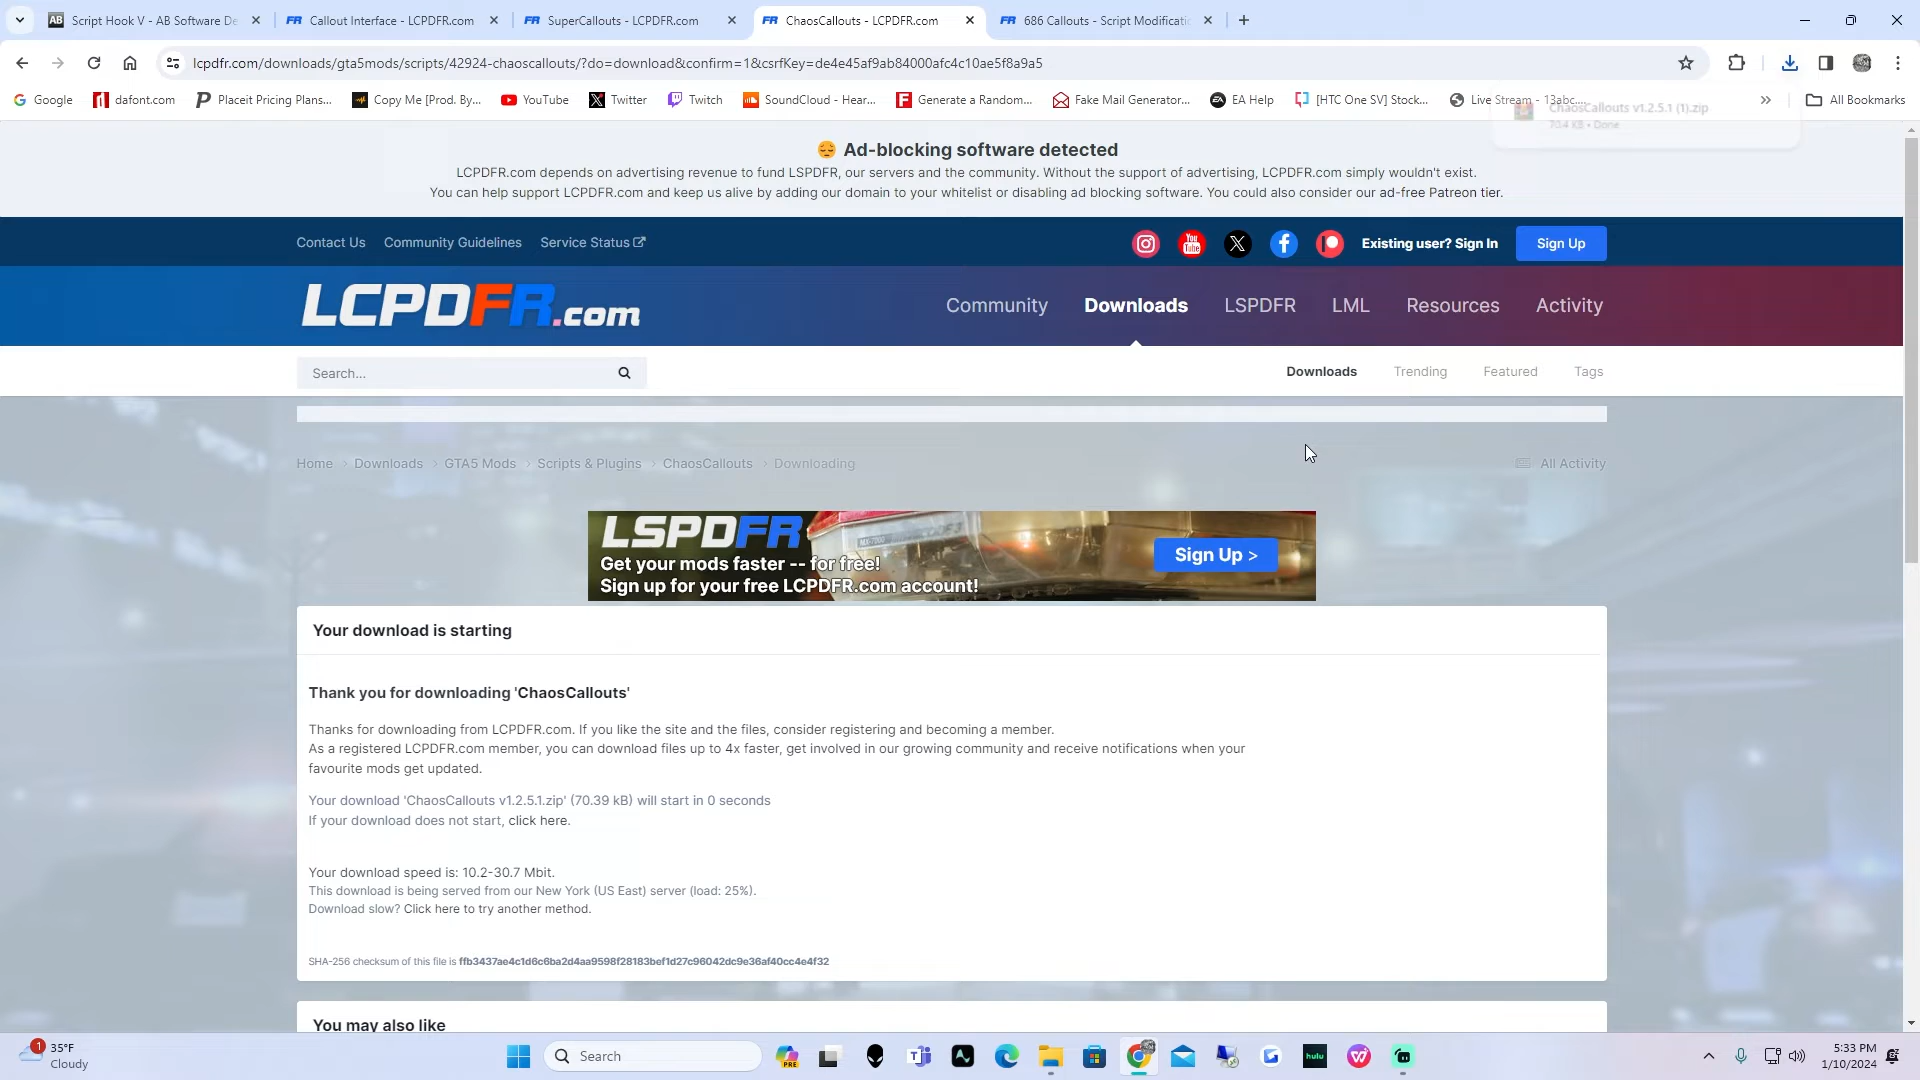 Script Hook V - AB Software De
Callout Interface - LCPDFR.com
SuperCallouts - LCPDFR.com
ChaosCallouts - LCPDFR.com
686 Callouts - Script Modificatio
lcpdfr.com/downloads/gta5mods/scripts/42924-chaoscallouts/?do=download&confirm=1&csrfKey=de4e45af9ab84000afc4c10ae5f8a9a5
Google
dafont.com
Placeit Pricing Plans...
Copy Me [Prod. By...
YouTube
Twitter
Twitch
SoundCloud - Hear...
Generate a Random...
Fake Mail Generator...
EA Help
[HTC One SV] Stock...
Live Stream - 13abc....
All Bookmarks
ChaosCallouts v1.2.5.1 (1).zip
70.4 KB • Done
Ad-blocking software detected
LCPDFR.com depends on advertising revenue to fund LSPDFR, our servers and the community. Without the support of advertising, LCPDFR.com simply wouldn't exist.
You can help support LCPDFR.com and keep us alive by adding our domain to your whitelist or disabling ad blocking software. You could also consider our ad-free Patreon tier.
Contact Us
Community Guidelines
Service Status
Existing user? Sign In
Sign Up
LCPDFR.com
Community
Downloads
LSPDFR
LML
Resources
Activity
Search...
Downloads
Trending
Featured
Tags
Home > Downloads > GTA5 Mods > Scripts & Plugins > ChaosCallouts > Downloading
All Activity
LSPDFR
Get your mods faster -- for free!
Sign up for your free LCPDFR.com account!
Sign Up >
Your download is starting
Thank you for downloading 'ChaosCallouts'
Thanks for downloading from LCPDFR.com. If you like the site and the files, consider registering and becoming a member.
As a registered LCPDFR.com member, you can download files up to 4x faster, get involved in our growing community and receive notifications when your
favourite mods get updated.
Your download 'ChaosCallouts v1.2.5.1.zip' (70.39 kB) will start in 0 seconds
If your download does not start, click here.
Your download speed is: 10.2-30.7 Mbit.
This download is being served from our New York (US East) server (load: 25%).
Download slow? Click here to try another method.
SHA-256 checksum of this file is ffb3437ae4c1d6c6ba2d4aa9598f28183bef1d27c96042dc9e36af40cc4e4f32
You may also like
1
35°F
Cloudy
Search
PRE
hulu
5:33 PM
1/10/2024